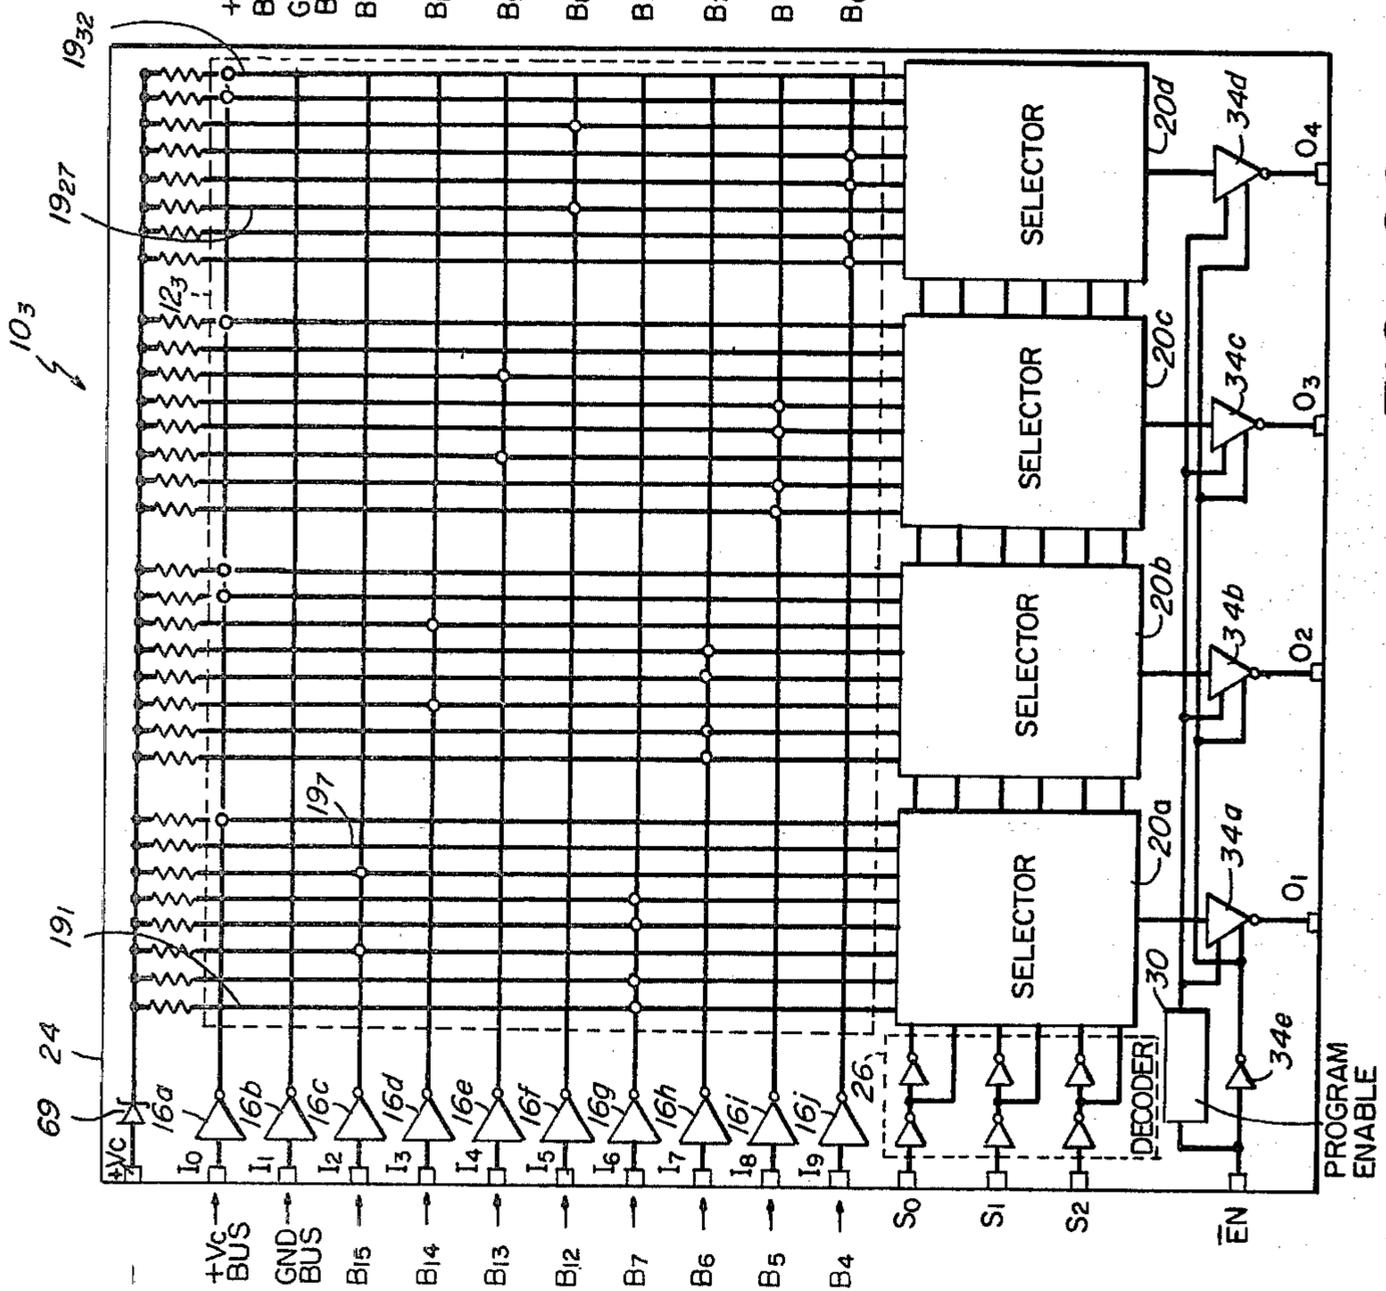 10₃
24
69
19₁
19₇
12₃
19₂₇
19₃₂
+Vc
+Vc BUS
I₀
16a
GND BUS
I₁
16b
B₁₅
I₂
16c
B₁₄
I₃
16d
B₁₃
I₄
16e
B₁₂
I₅
16f
B₇
I₆
16g
B₆
I₇
16h
B₅
I₈
16i
B₄
I₉
16j
26
S₀
S₁
S₂
DECODER
SELECTOR
SELECTOR
SELECTOR
SELECTOR
20a
20b
20c
20d
30
E̅N̅
34e
34a
34b
34c
34d
O₁
O₂
O₃
O₄
PROGRAM
ENABLE